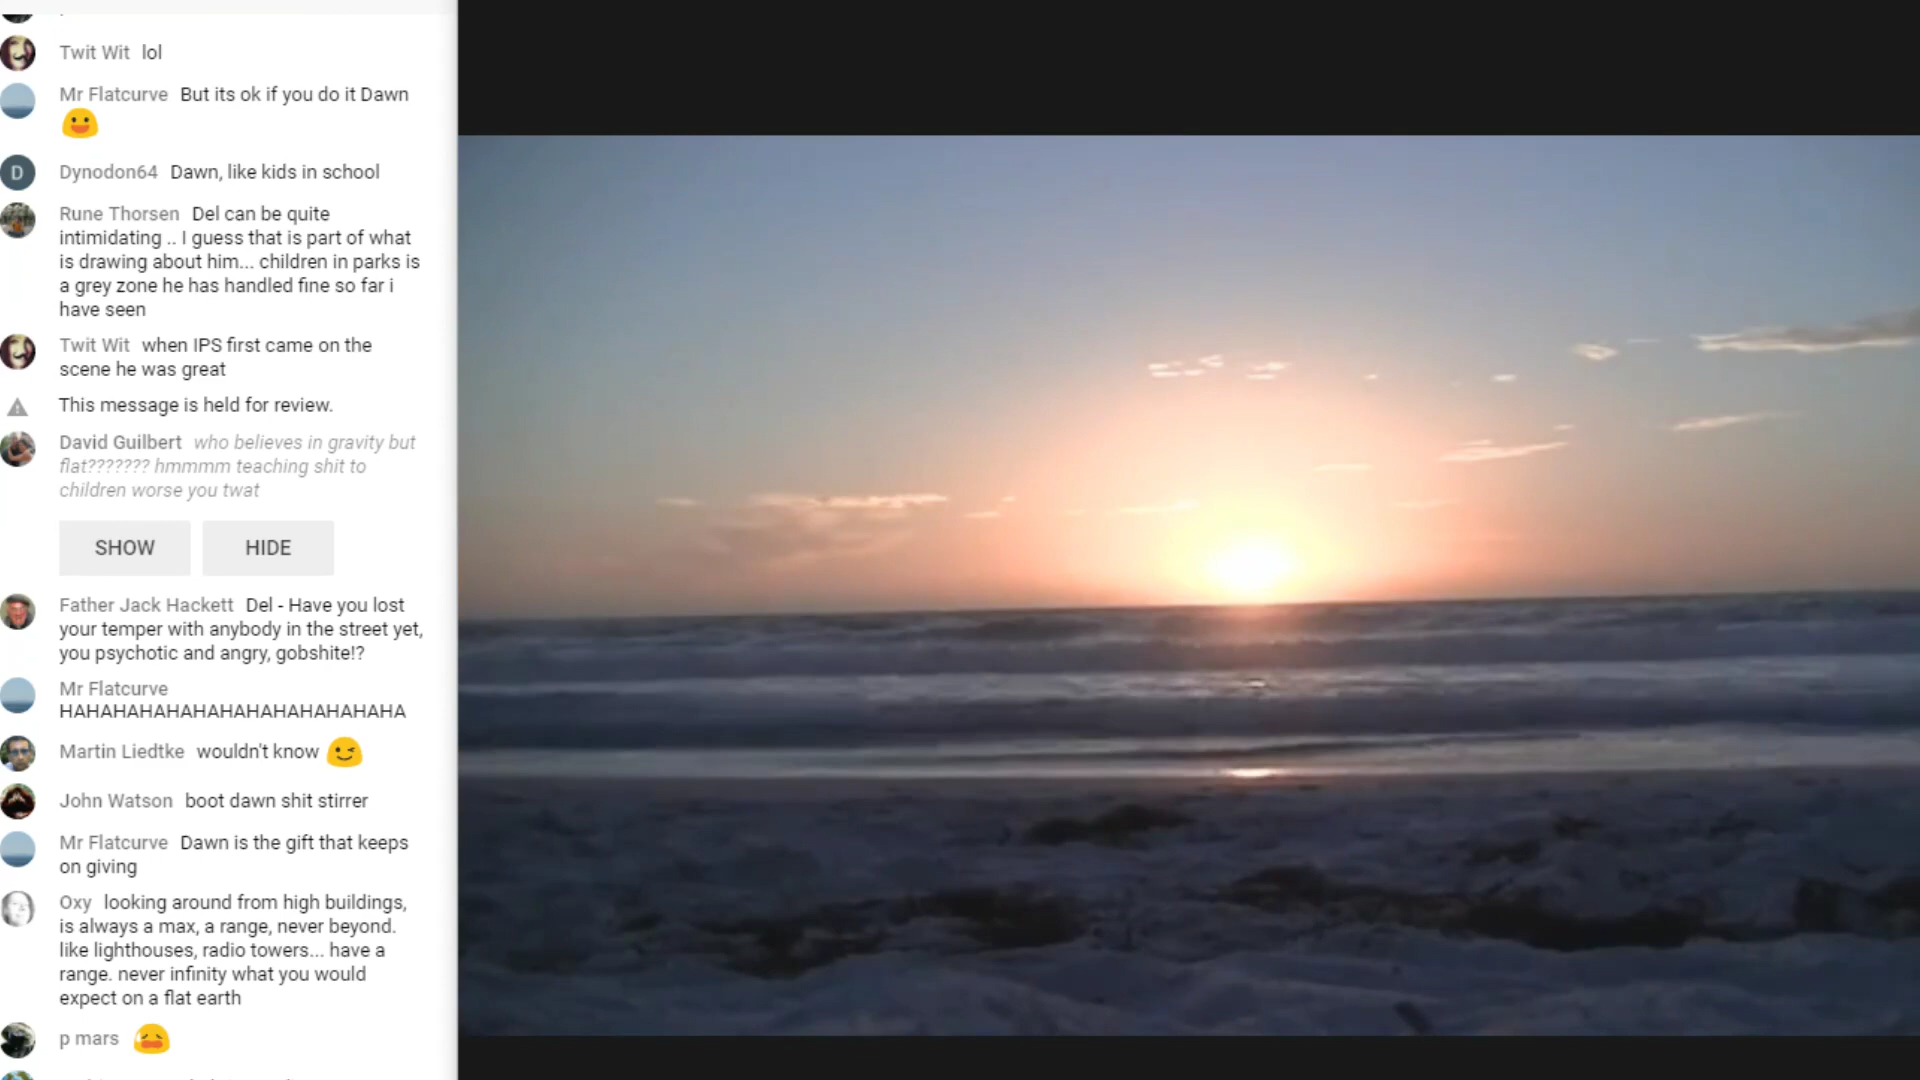 Twit Wit lol
Mr Flatcurve But its ok if you do it Dawn
D Dynodon64 Dawn, like kids in school
Rune Thorsen Del can be quite
intimidating .. I guess that is part of what
is drawing about him... children in parks is
a grey zone he has handled fine so far i
have seen
Twit Wit when IPS first came on the
scene he was great
This message is held for review.
David Guilbert who believes in gravity but
flat??????? hmmmm teaching shit to
children worse you twat
SHOW HIDE
Father Jack Hackett Del - Have you lost
your temper with anybody in the street yet,
you psychotic and angry, gobshite!?
Mr Flatcurve
HAHAHAHAHAHAHAHAHAHAHAHAHA
Martin Liedtke wouldn't know
John Watson boot dawn shit stirrer
Mr Flatcurve Dawn is the gift that keeps
on giving
Oxy looking around from high buildings,
is always a max, a range, never beyond.
like lighthouses, radio towers... have a
range. never infinity what you would
expect on a flat earth
p mars